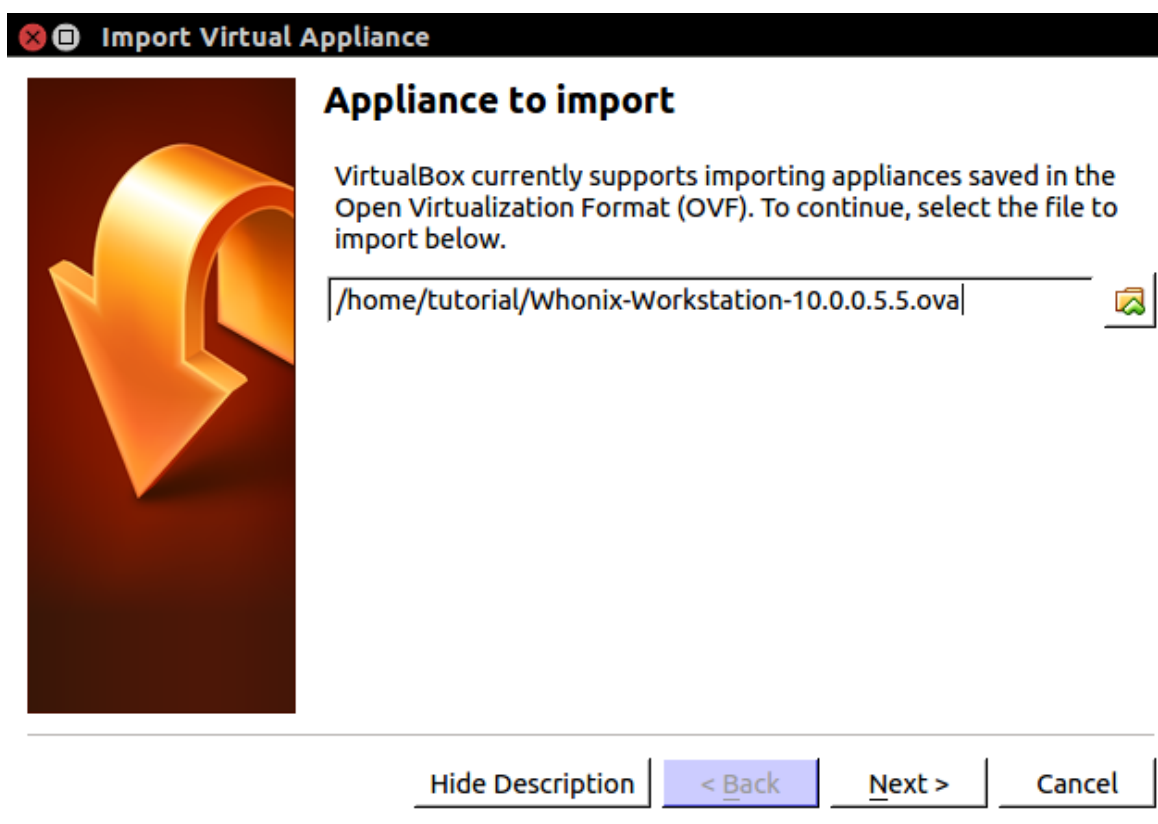 Import Virtual Appliance
Appliance to import
VirtualBox currently supports importing appliances saved in the
Open Virtualization Format (OVF). To continue, select the file to
import below.
/home/tutorial/Whonix-Workstation-10.0.0.5.5.ova
Hide Description < Back Next > Cancel